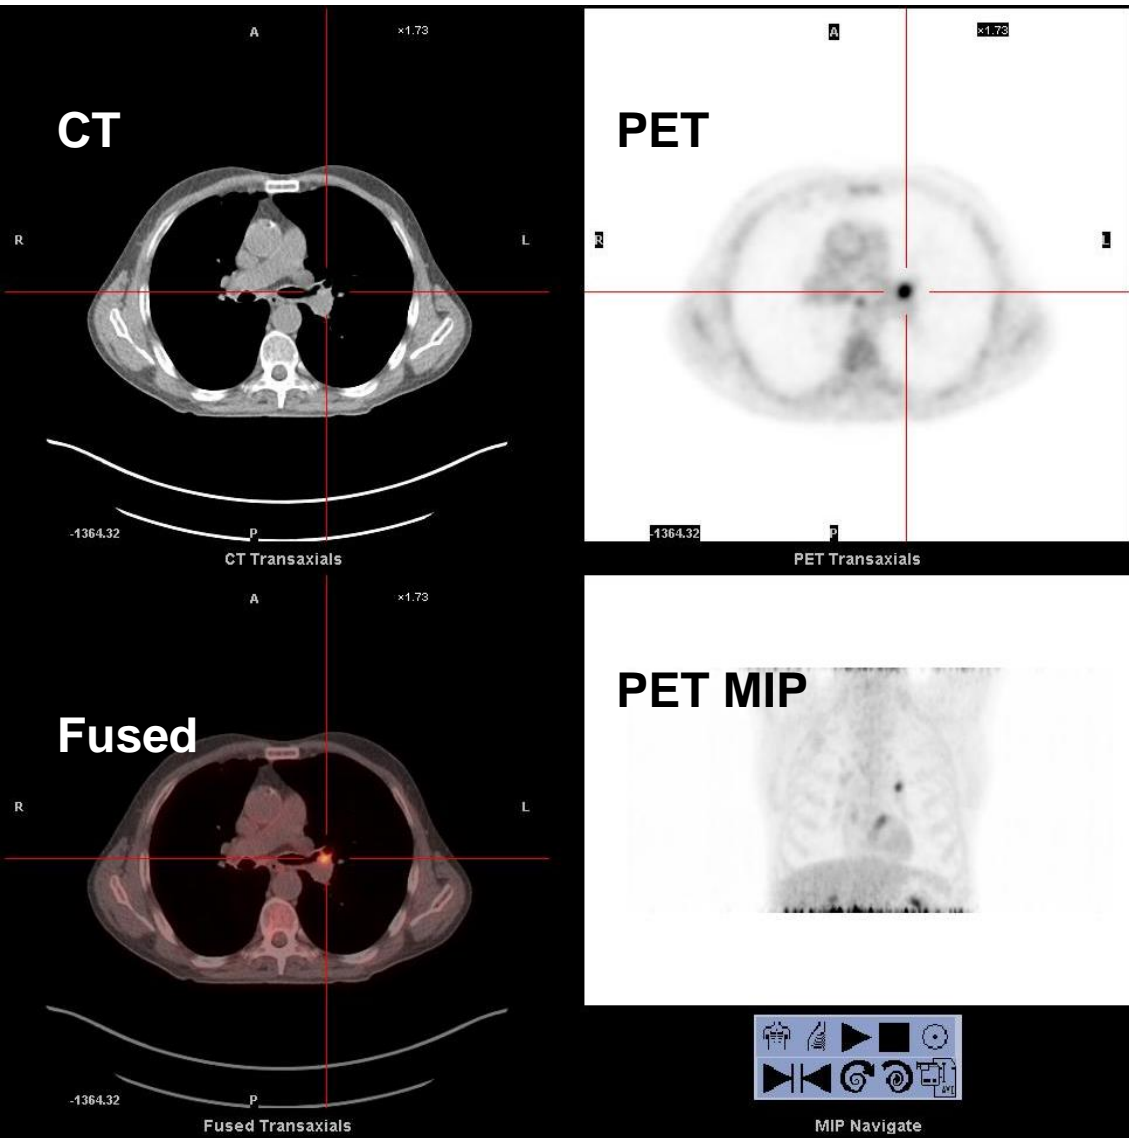 A
×1.73
CT
R
L
-1364.32
P
CT Transaxials
A
×1.73
PET
R
L
-1364.32
P
PET Transaxials
A
×1.73
Fused
R
L
-1364.32
P
Fused Transaxials
PET MIP
MIP Navigate